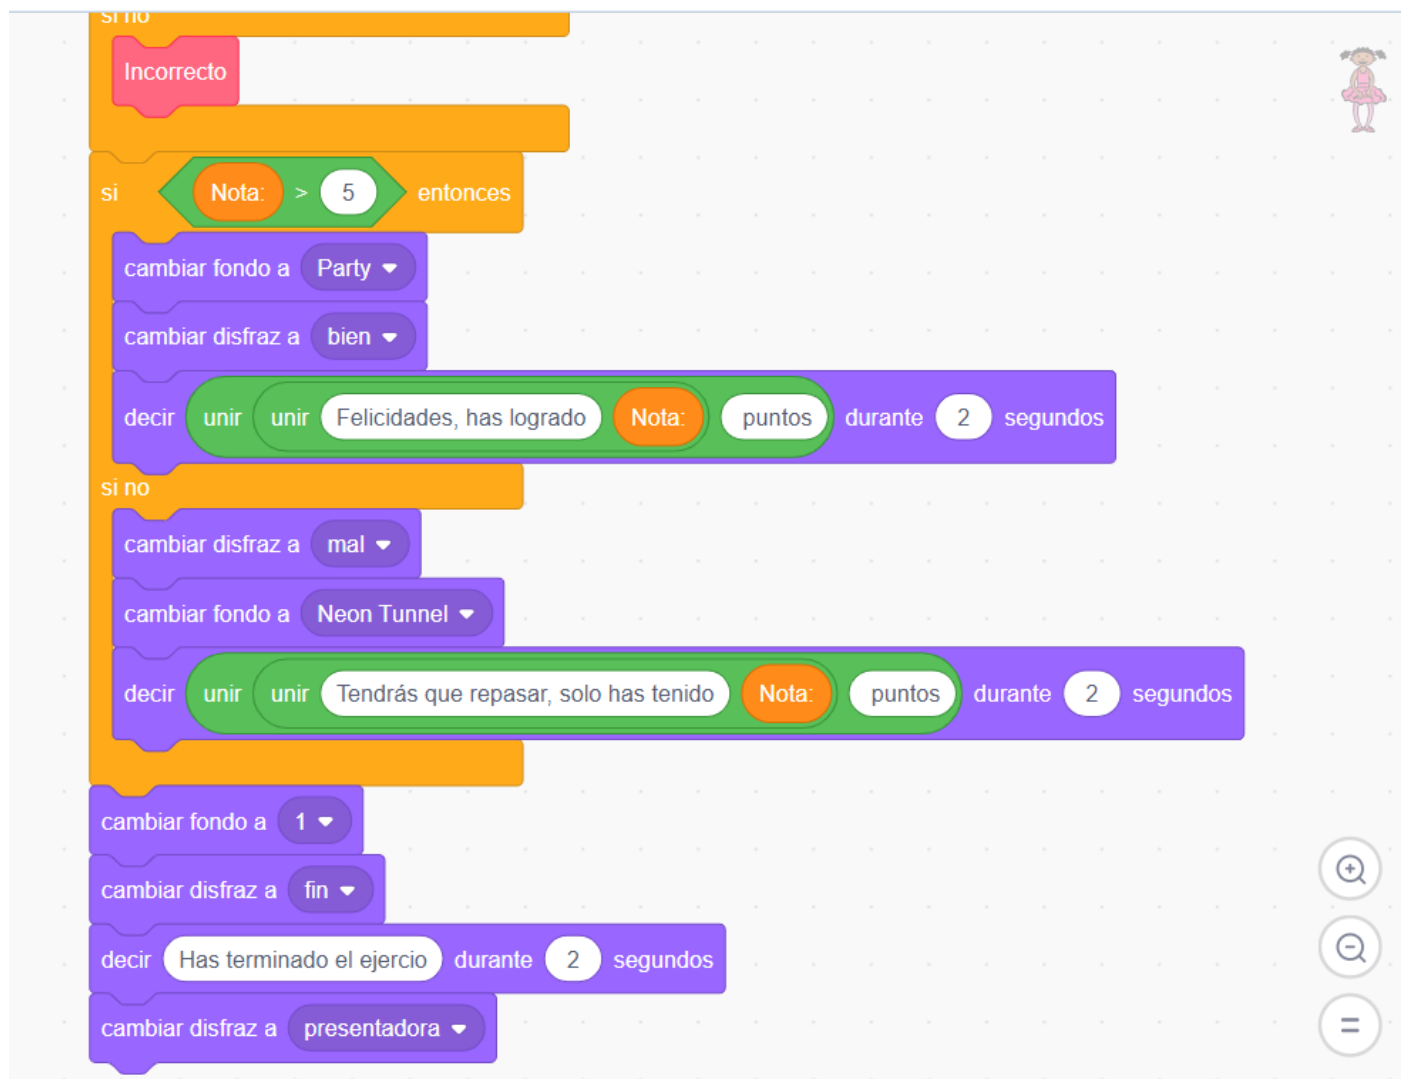 si no
Incorrecto
si Nota: > 5 entonces
cambiar fondo a Party
cambiar disfraz a bien
decir unir unir Felicidades, has logrado Nota: puntos durante 2 segundos
si no
cambiar disfraz a mal
cambiar fondo a Neon Tunnel
decir unir unir Tendrás que repasar, solo has tenido Nota: puntos durante 2 segundos
cambiar fondo a 1
cambiar disfraz a fin
decir Has terminado el ejercio durante 2 segundos
cambiar disfraz a presentadora